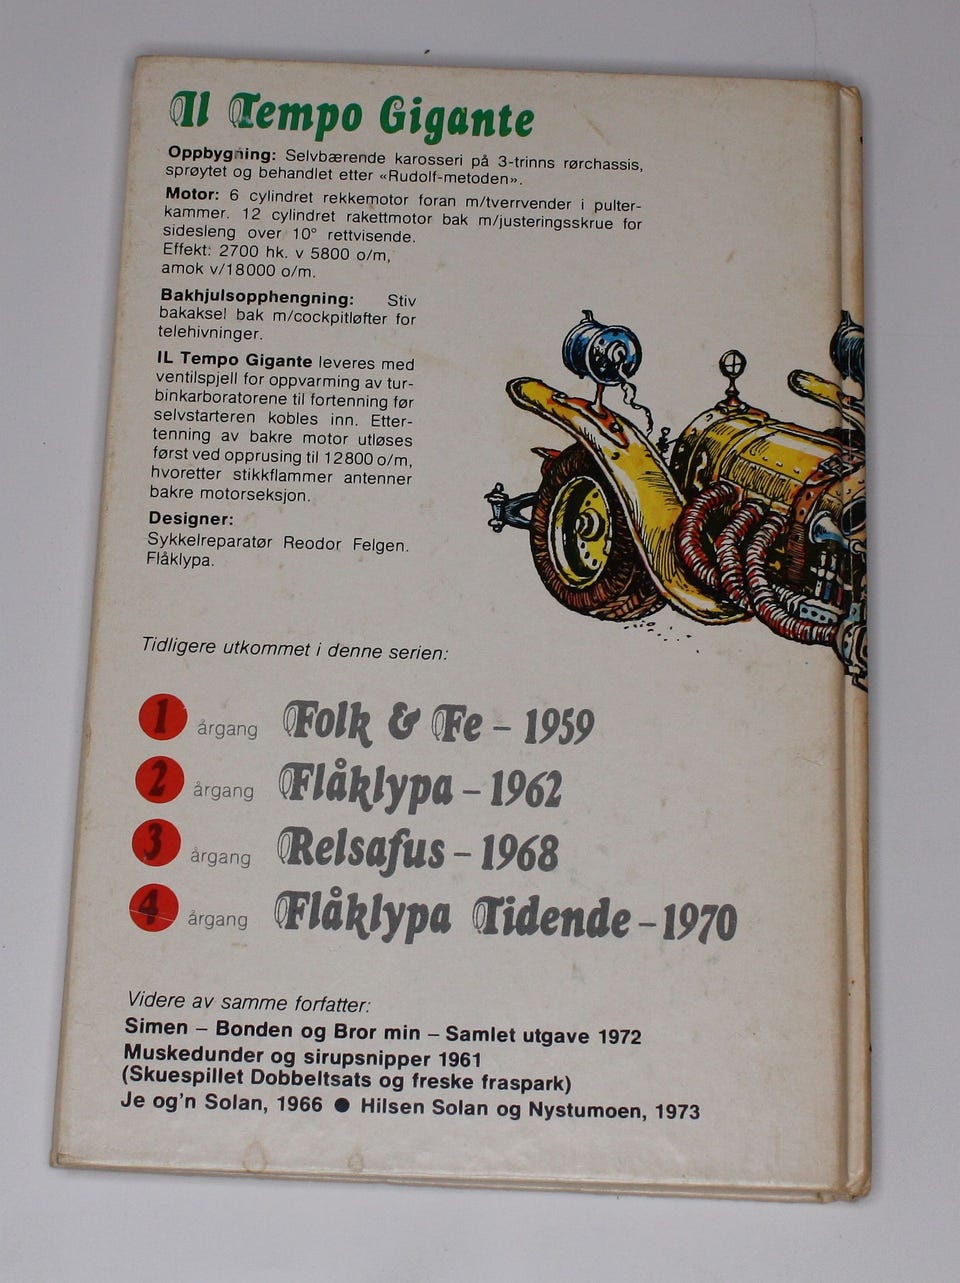 Il Tempo Gigante
Oppbygning: Selvbærende karosseri på 3-trinns rørchassis,
sprøytet og behandlet etter «Rudolf-metoden».
Motor: 6 cylindret rekkemotor foran m/tverrvender i pulter-
kammer. 12 cylindret rakettmotor bak m/justeringsskrue for
sidesleng over 10° rettvisende.
Effekt: 2700 hk. v 5800 o/m,
amok v/18000 o/m.
Bakhjulsopphengning: Stiv
bakaksel bak m/cockpitløfter for
telehivninger.
IL Tempo Gigante leveres med
ventilspjell for oppvarming av tur-
binkarboratorene til fortenning før
selvstarteren kobles inn. Etter-
tenning av bakre motor utløses
først ved opprusing til 12800 o/m,
hvoretter stikkflammer antenner
bakre motorseksjon.
Designer:
Sykkelreparatør Reodor Felgen.
Flåklypa.
Tidligere utkommet i denne serien:
1 årgang Folk & Fe – 1959
2 årgang Flåklypa – 1962
3 årgang Relsafus – 1968
4 årgang Flåklypa Tidende – 1970
Videre av samme forfatter:
Simen – Bonden og Bror min – Samlet utgave 1972
Muskedunder og sirupsnipper 1961
(Skuespillet Dobbeltsats og freske fraspark)
Je og'n Solan, 1966 ● Hilsen Solan og Nystumoen, 1973